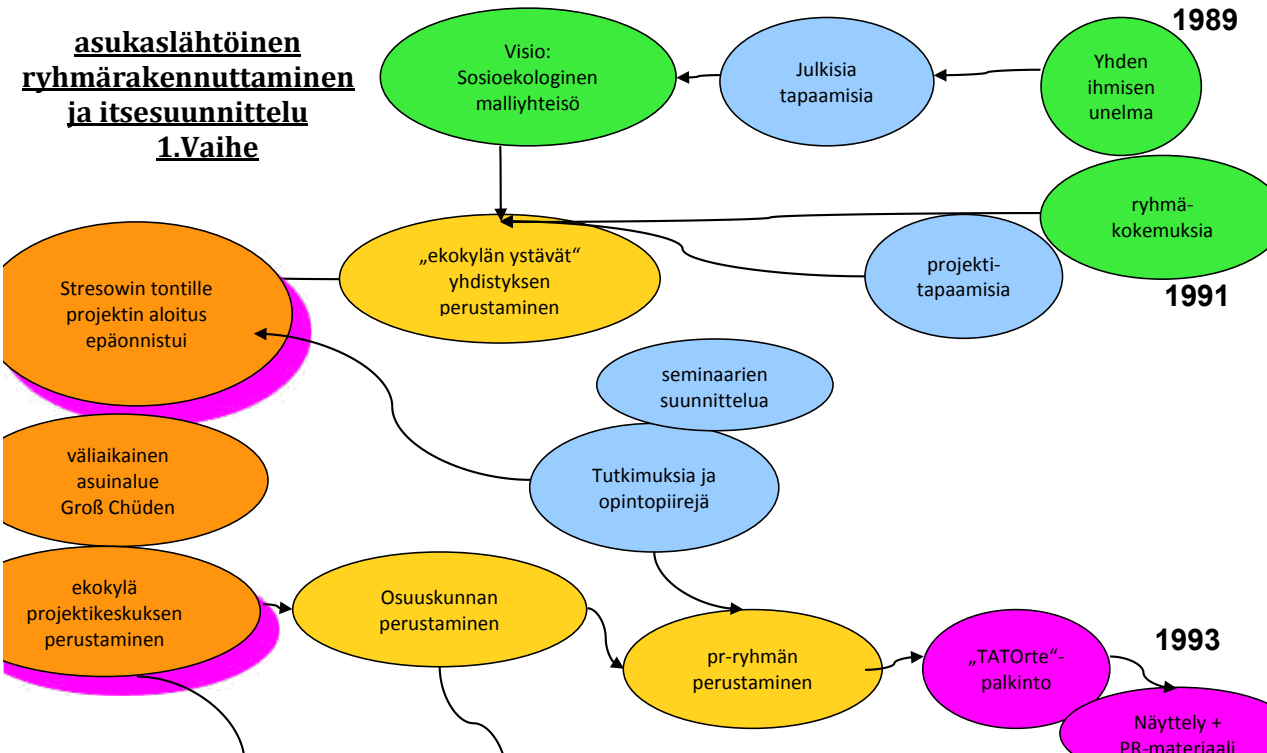 asukaslähtöinen
ryhmärakennuttaminen
ja itsesuunnittelu
1.Vaihe
1989
Visio:
Sosioekologinen
malliyhteisö
Julkisia
tapaamisia
Yhden
ihmisen
unelma
ryhmä-
kokemuksia
1991
projekti-
tapaamisia
„ekokylän ystävät“
yhdistyksen
perustaminen
Stresowin tontille
projektin aloitus
epäonnistui
seminaarien
suunnittelua
Tutkimuksia ja
opintopiirejä
väliaikainen
asuinalue
Groß Chüden
ekokylä
projektikeskuksen
perustaminen
Osuuskunnan
perustaminen
pr-ryhmän
perustaminen
„TATOrte“-
palkinto
1993
Näyttely +
PR-materiaali